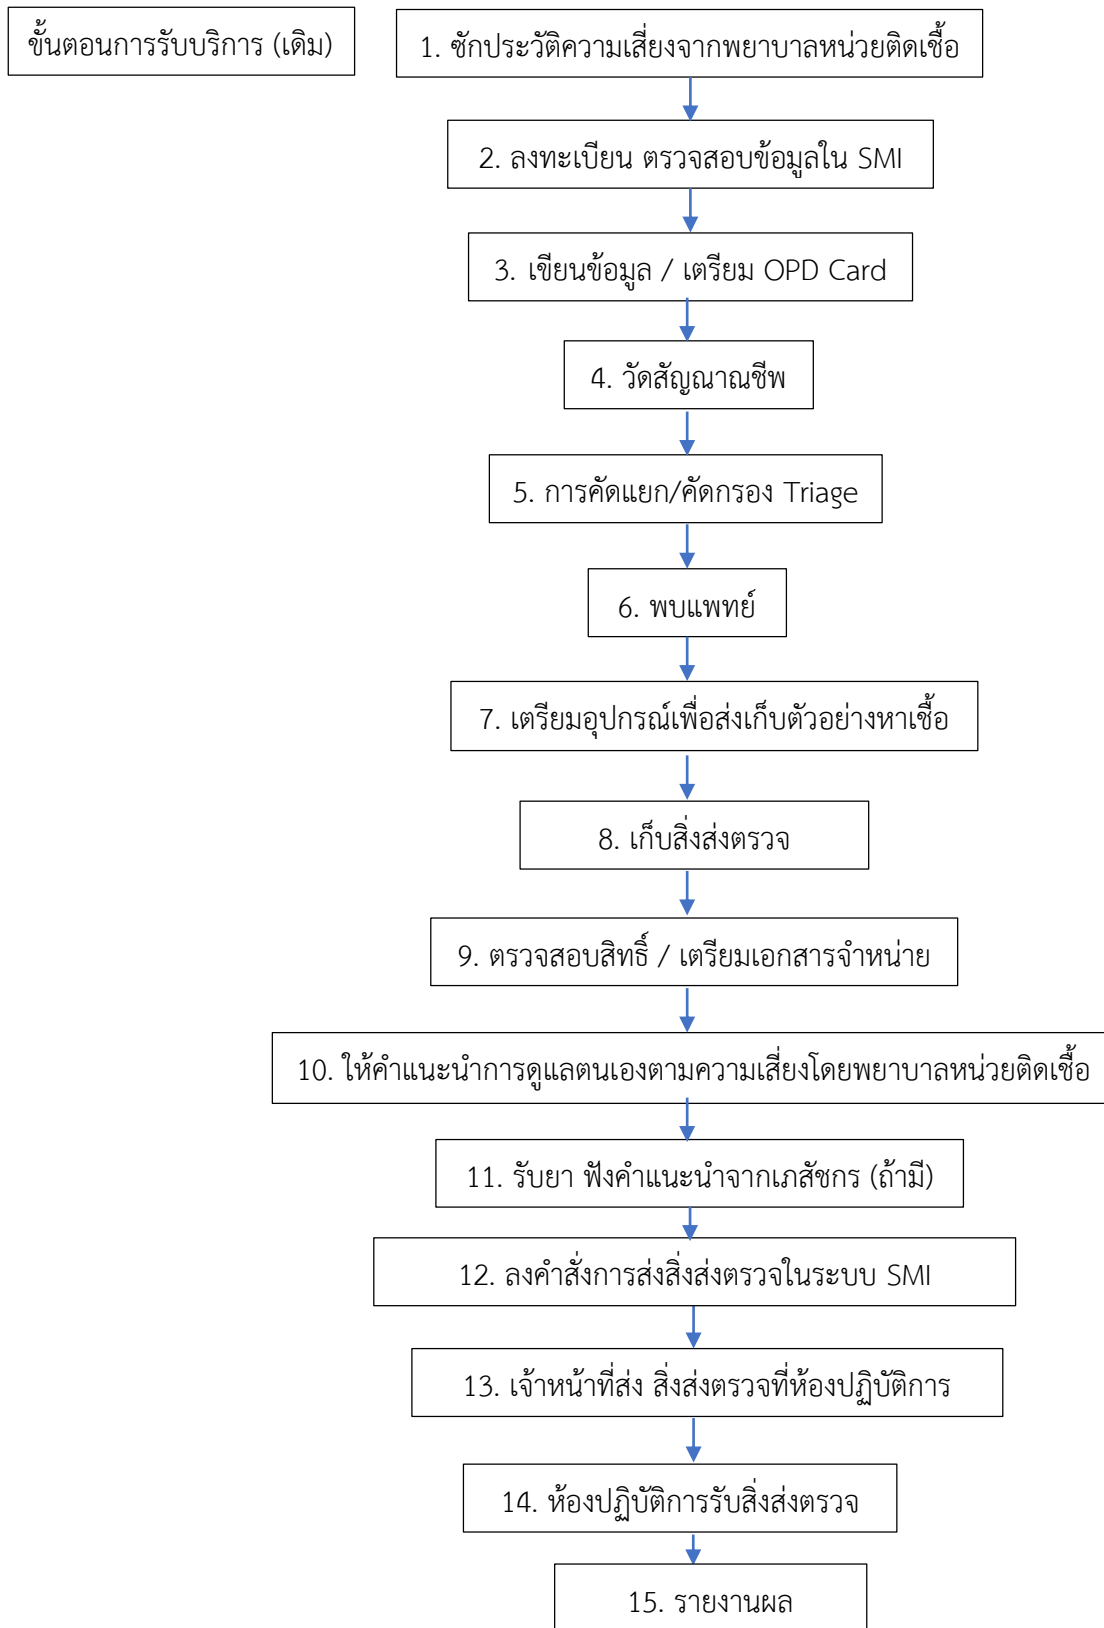 ขั้นตอนการรับบริการ (เดิม)
1. ซักประวัติความเสี่ยงจากพยาบาลหน่วยติดเชื้อ
2. ลงทะเบียน ตรวจสอบข้อมูลใน SMI
3. เขียนข้อมูล / เตรียม OPD Card
4. วัดสัญณาณชีพ
5. การคัดแยก/คัดกรอง Triage
6. พบแพทย์
7. เตรียมอุปกรณ์เพื่อส่งเก็บตัวอย่างหาเชื้อ
8. เก็บสิ่งส่งตรวจ
9. ตรวจสอบสิทธิ์ / เตรียมเอกสารจำหน่าย
10. ให้คำแนะนำการดูแลตนเองตามความเสี่ยงโดยพยาบาลหน่วยติดเชื้อ
11. รับยา ฟังคำแนะนำจากเภสัชกร (ถ้ามี)
12. ลงคำสั่งการส่งสิ่งส่งตรวจในระบบ SMI
13. เจ้าหน้าที่ส่ง สิ่งส่งตรวจที่ห้องปฏิบัติการ
14. ห้องปฏิบัติการรับสิ่งส่งตรวจ
15. รายงานผล